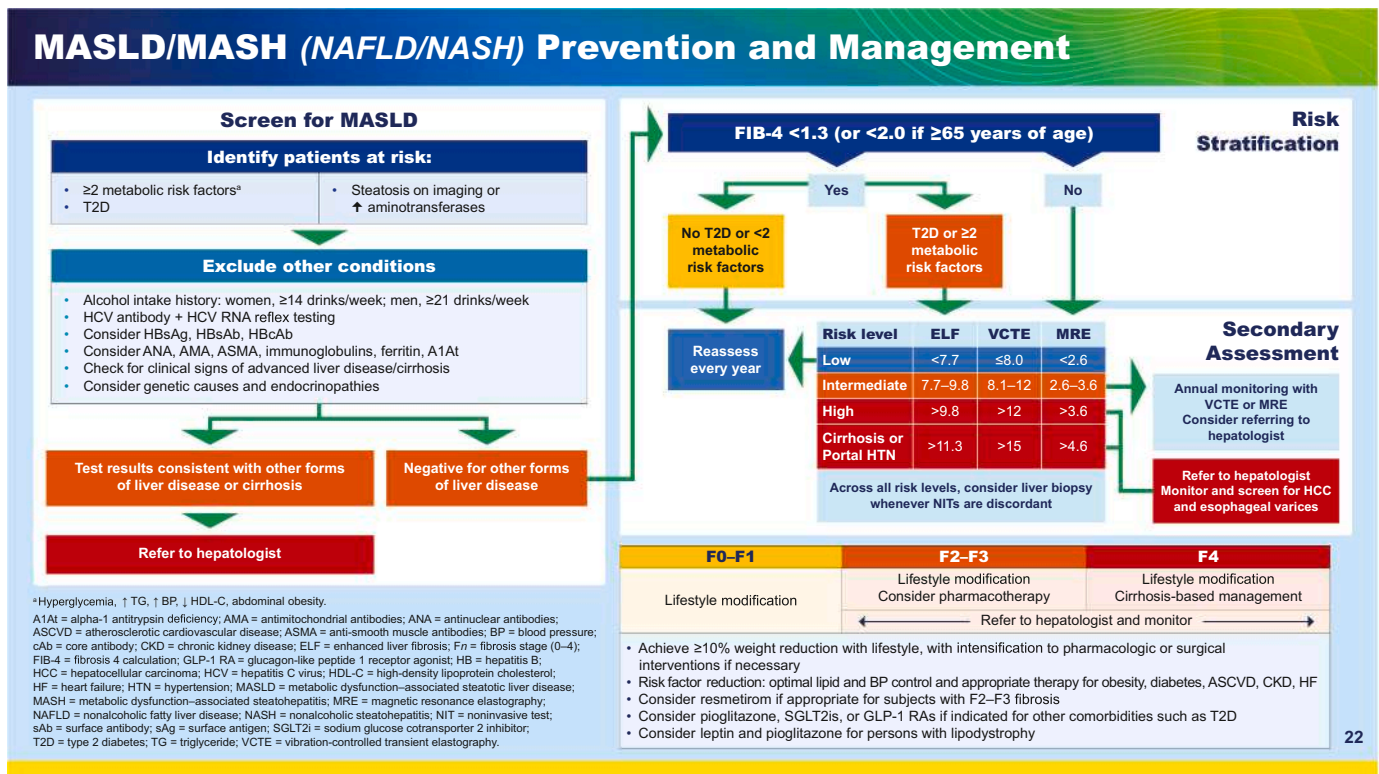 MASLD/MASH (NAFLD/NASH) Prevention and Management
Screen for MASLD
Identify patients at risk:
• ≥2 metabolic risk factorsᵃ
• T2D
• Steatosis on imaging or
↑ aminotransferases
Exclude other conditions
• Alcohol intake history: women, ≥14 drinks/week; men, ≥21 drinks/week
• HCV antibody + HCV RNA reflex testing
• Consider HBsAg, HBsAb, HBcAb
• Consider ANA, AMA, ASMA, immunoglobulins, ferritin, A1At
• Check for clinical signs of advanced liver disease/cirrhosis
• Consider genetic causes and endocrinopathies
Test results consistent with other forms
of liver disease or cirrhosis
Negative for other forms
of liver disease
Refer to hepatologist
ᵃ Hyperglycemia, ↑ TG, ↑ BP, ↓ HDL-C, abdominal obesity.
A1At = alpha-1 antitrypsin deficiency; AMA = antimitochondrial antibodies; ANA = antinuclear antibodies;
ASCVD = atherosclerotic cardiovascular disease; ASMA = anti-smooth muscle antibodies; BP = blood pressure;
cAb = core antibody; CKD = chronic kidney disease; ELF = enhanced liver fibrosis; Fn = fibrosis stage (0–4);
FIB-4 = fibrosis 4 calculation; GLP-1 RA = glucagon-like peptide 1 receptor agonist; HB = hepatitis B;
HCC = hepatocellular carcinoma; HCV = hepatitis C virus; HDL-C = high-density lipoprotein cholesterol;
HF = heart failure; HTN = hypertension; MASLD = metabolic dysfunction–associated steatotic liver disease;
MASH = metabolic dysfunction–associated steatohepatitis; MRE = magnetic resonance elastography;
NAFLD = nonalcoholic fatty liver disease; NASH = nonalcoholic steatohepatitis; NIT = noninvasive test;
sAb = surface antibody; sAg = surface antigen; SGLT2i = sodium glucose cotransporter 2 inhibitor;
T2D = type 2 diabetes; TG = triglyceride; VCTE = vibration-controlled transient elastography.
Risk
Stratification
FIB-4 <1.3 (or <2.0 if ≥65 years of age)
Yes
No
No T2D or <2
metabolic
risk factors
T2D or ≥2
metabolic
risk factors
Secondary
Assessment
Reassess
every year
Risk level ELF VCTE MRE
Low <7.7 ≤8.0 <2.6
Intermediate 7.7–9.8 8.1–12 2.6–3.6
High >9.8 >12 >3.6
Cirrhosis or
Portal HTN >11.3 >15 >4.6
Across all risk levels, consider liver biopsy
whenever NITs are discordant
Annual monitoring with
VCTE or MRE
Consider referring to
hepatologist
Refer to hepatologist
Monitor and screen for HCC
and esophageal varices
F0–F1 F2–F3 F4
Lifestyle modification
Lifestyle modification
Consider pharmacotherapy
Lifestyle modification
Cirrhosis-based management
Refer to hepatologist and monitor
• Achieve ≥10% weight reduction with lifestyle, with intensification to pharmacologic or surgical
interventions if necessary
• Risk factor reduction: optimal lipid and BP control and appropriate therapy for obesity, diabetes, ASCVD, CKD, HF
• Consider resmetirom if appropriate for subjects with F2–F3 fibrosis
• Consider pioglitazone, SGLT2is, or GLP-1 RAs if indicated for other comorbidities such as T2D
• Consider leptin and pioglitazone for persons with lipodystrophy
22